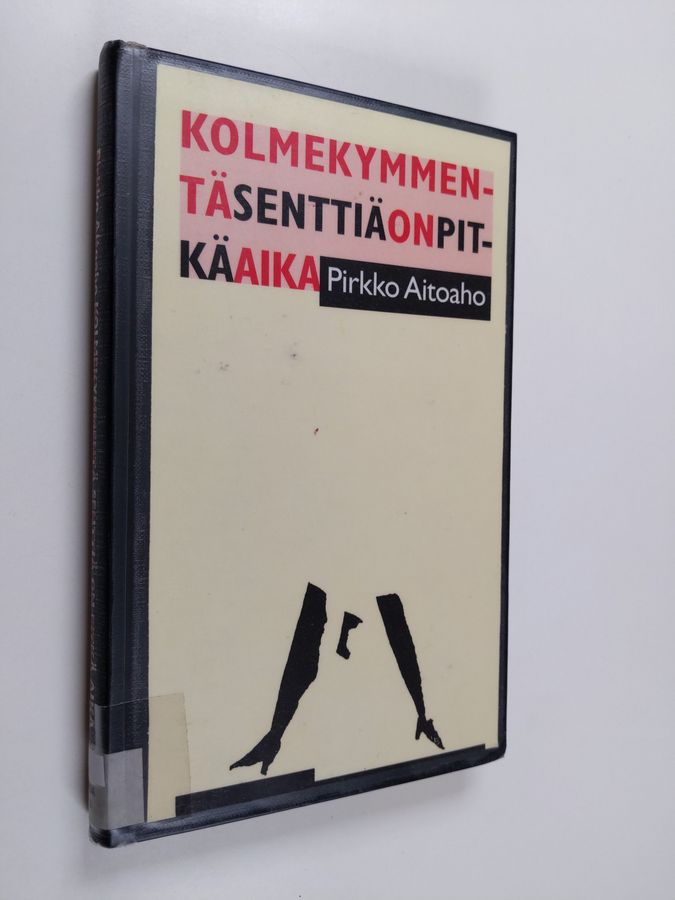 KOLMEKYMMEN-
TÄSENTTIÄONPIT-
KÄAIKA
Pirkko Aitoaho